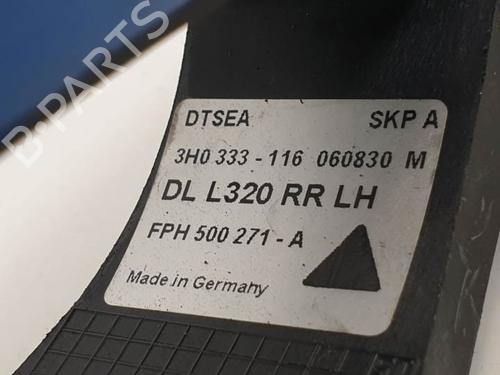 B-PARTS
DTSEA SKP A
3H0 333 - 116 060830 M
DL L320 RR LH
FPH 500 271 - A
Made in Germany